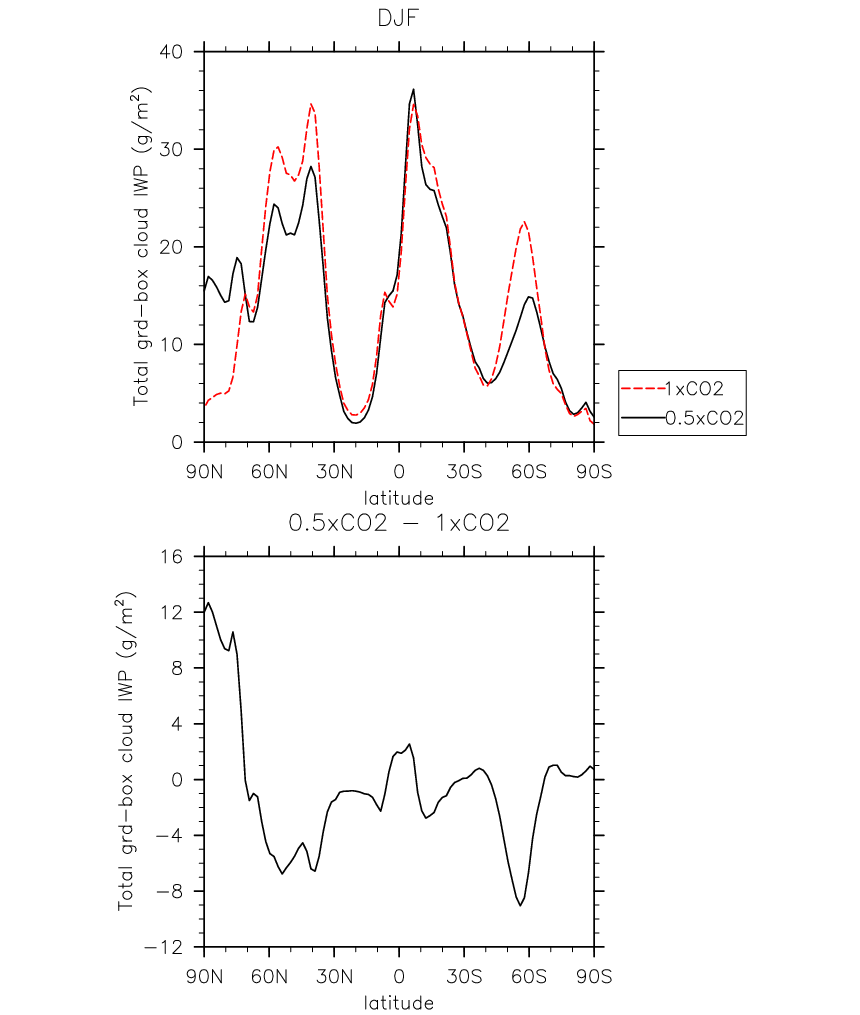 DJF
Total grd-box cloud IWP (g/m²)
40
30
20
10
0
90N 60N 30N 0 30S 60S 90S
latitude
1xCO2
0.5xCO2
0.5xCO2 - 1xCO2
Total grd-box cloud IWP (g/m²)
16
12
8
4
0
-4
-8
-12
90N 60N 30N 0 30S 60S 90S
latitude